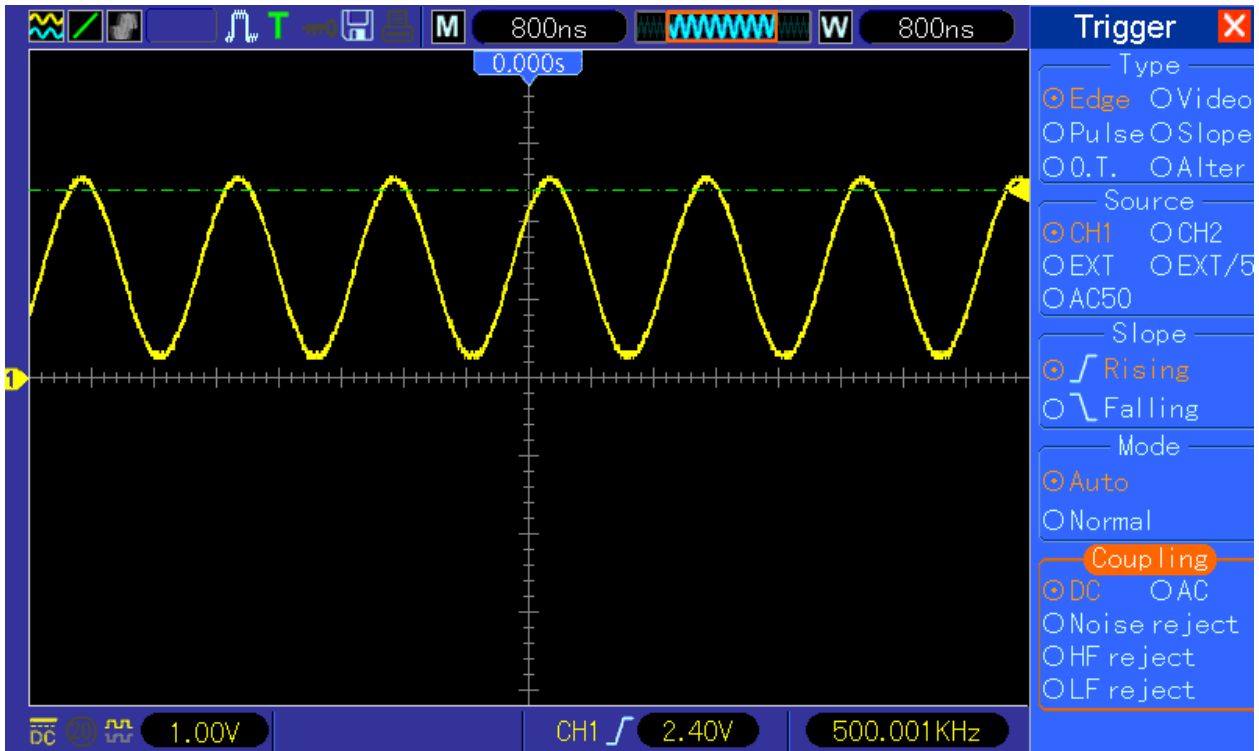 T M 800ns W 800ns Trigger X
0.000s
Type
Edge Video
Pulse Slope
O.T. Alter
Source
CH1 CH2
EXT EXT/5
AC50
Slope
Rising
Falling
Mode
Auto
Normal
Coupling
DC AC
Noise reject
HF reject
LF reject
1
DC 20 1.00V CH1 2.40V 500.001KHz